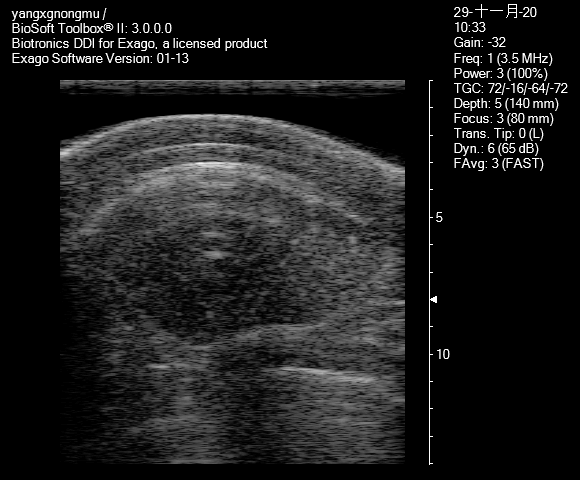 yangxgnongmu /
BioSoft Toolbox® II: 3.0.0.0
Biotronics DDI for Exago, a licensed product
Exago Software Version: 01-13
29-十一月-20
10:33
Gain: -32
Freq: 1 (3.5 MHz)
Power: 3 (100%)
TGC: 72/-16/-64/-72
Depth: 5 (140 mm)
Focus: 3 (80 mm)
Trans. Tip: 0 (L)
Dyn.: 6 (65 dB)
FAvg: 3 (FAST)
5
10